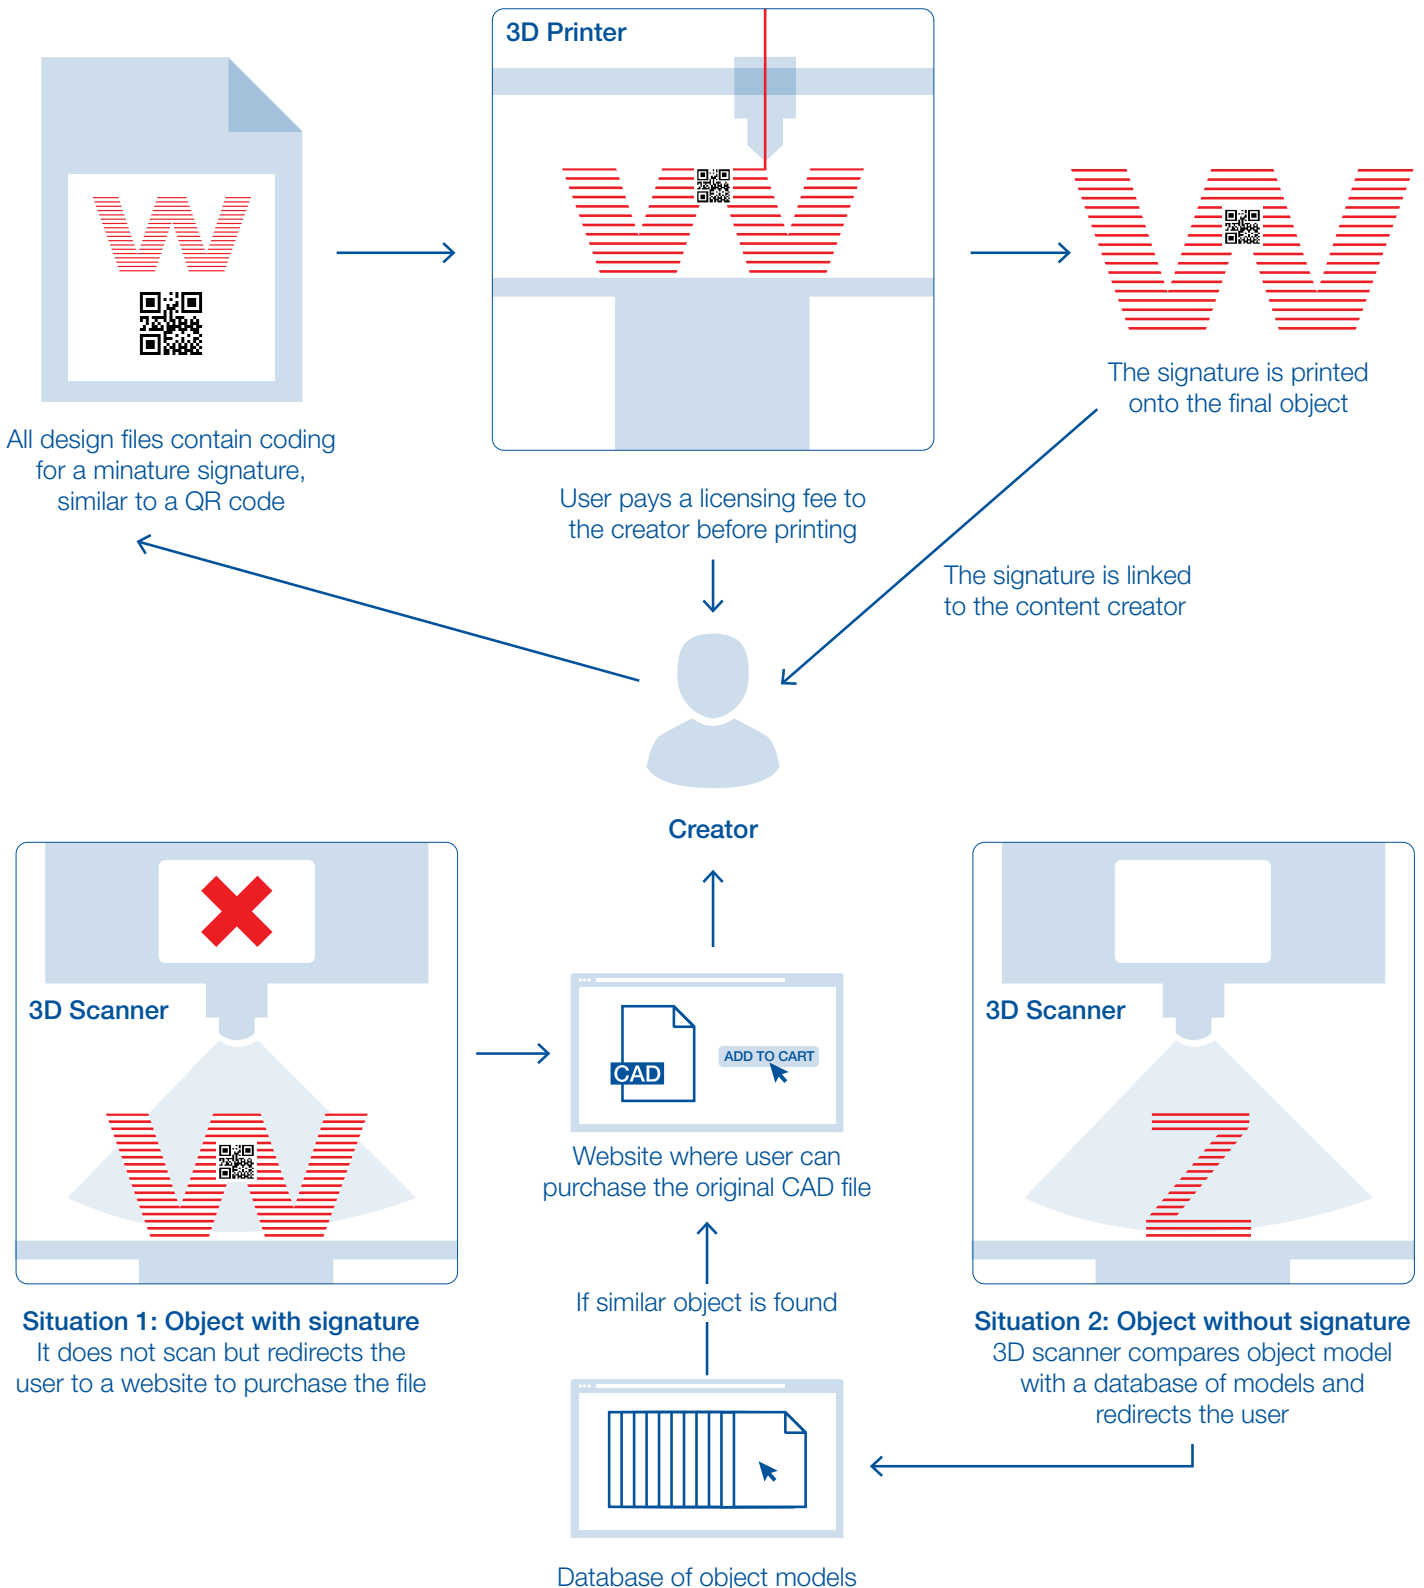 3D Printer
All design files contain coding
for a minature signature,
similar to a QR code
User pays a licensing fee to
the creator before printing
The signature is printed
onto the final object
The signature is linked
to the content creator
Creator
3D Scanner
Situation 1: Object with signature
It does not scan but redirects the
user to a website to purchase the file
CAD
ADD TO CART
Website where user can
purchase the original CAD file
If similar object is found
Database of object models
3D Scanner
Situation 2: Object without signature
3D scanner compares object model
with a database of models and
redirects the user